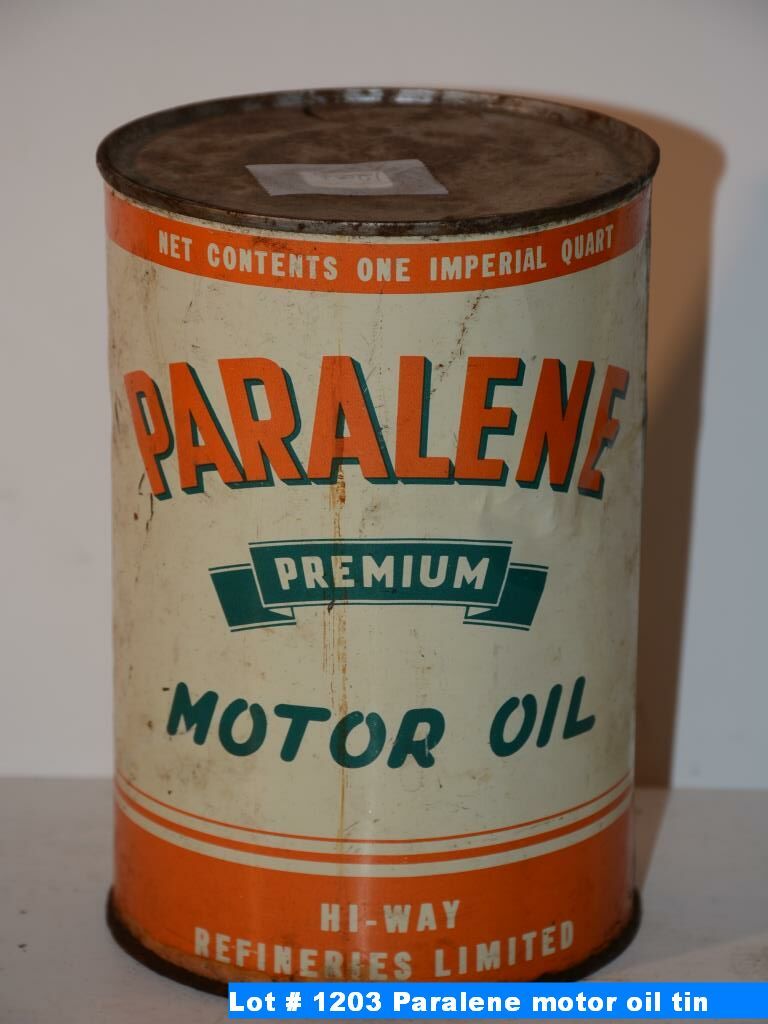 NET CONTENTS ONE IMPERIAL QUART
PARALENE
PREMIUM
MOTOR OIL
HI-WAY
REFINERIES LIMITED
Lot # 1203 Paralene motor oil tin